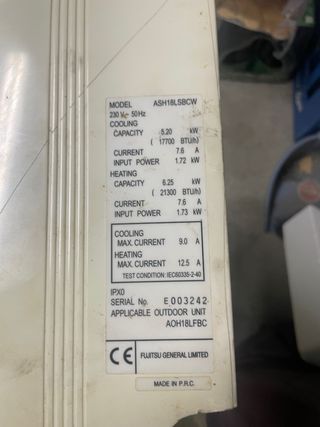 MODEL ASH18LSBCW
230 V~ 50Hz
COOLING
CAPACITY 5.20 kW
( 17700 BTU/h)
CURRENT 7.6 A
INPUT POWER 1.72 kW
HEATING
CAPACITY 6.25 kW
( 21300 BTU/h)
CURRENT 7.6 A
INPUT POWER 1.73 kW
COOLING
MAX. CURRENT 9.0 A
HEATING
MAX. CURRENT 12.5 A
TEST CONDITION: IEC60335-2-40
IPX0
SERIAL No. E003242
APPLICABLE OUTDOOR UNIT
AOH18LFBC
CE FUJITSU GENERAL LIMITED
MADE IN P.R.C.